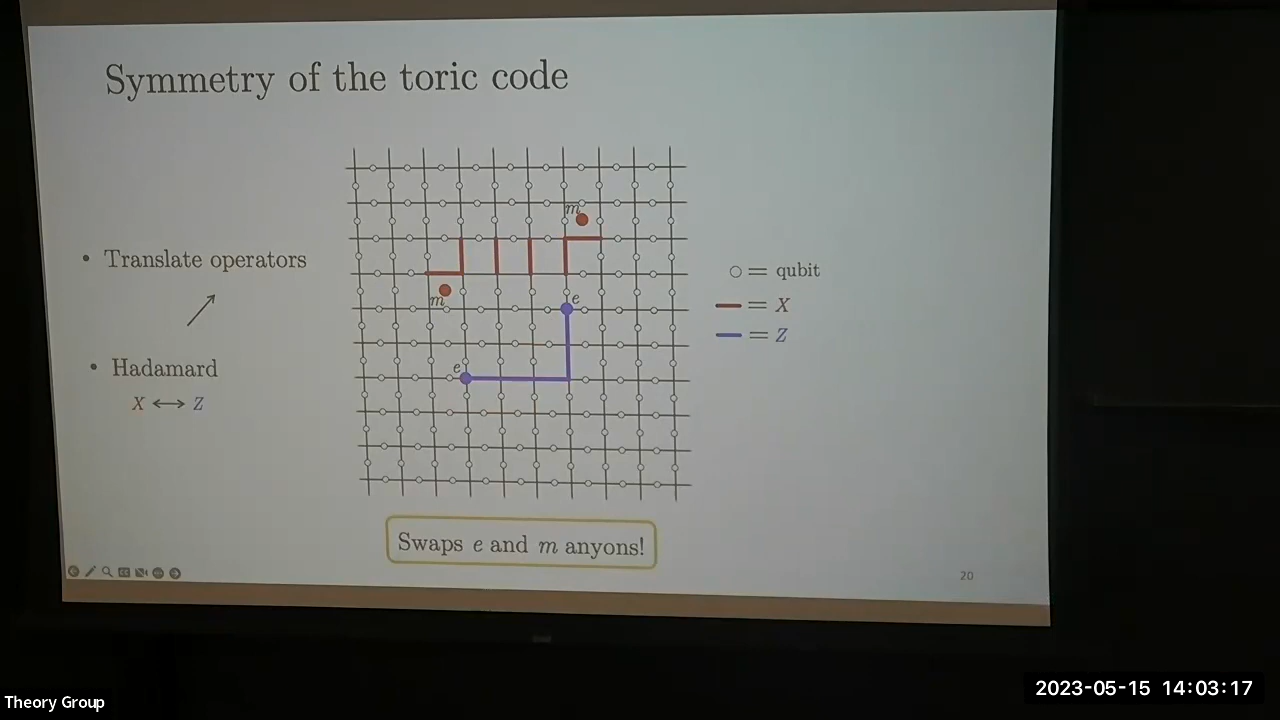 Symmetry of the toric code
• Translate operators
• Hadamard
X ⟷ Z
m
m
e
e
○ = qubit
= X
= Z
Swaps e and m anyons!
20
Theory Group
2023-05-15 14:03:17